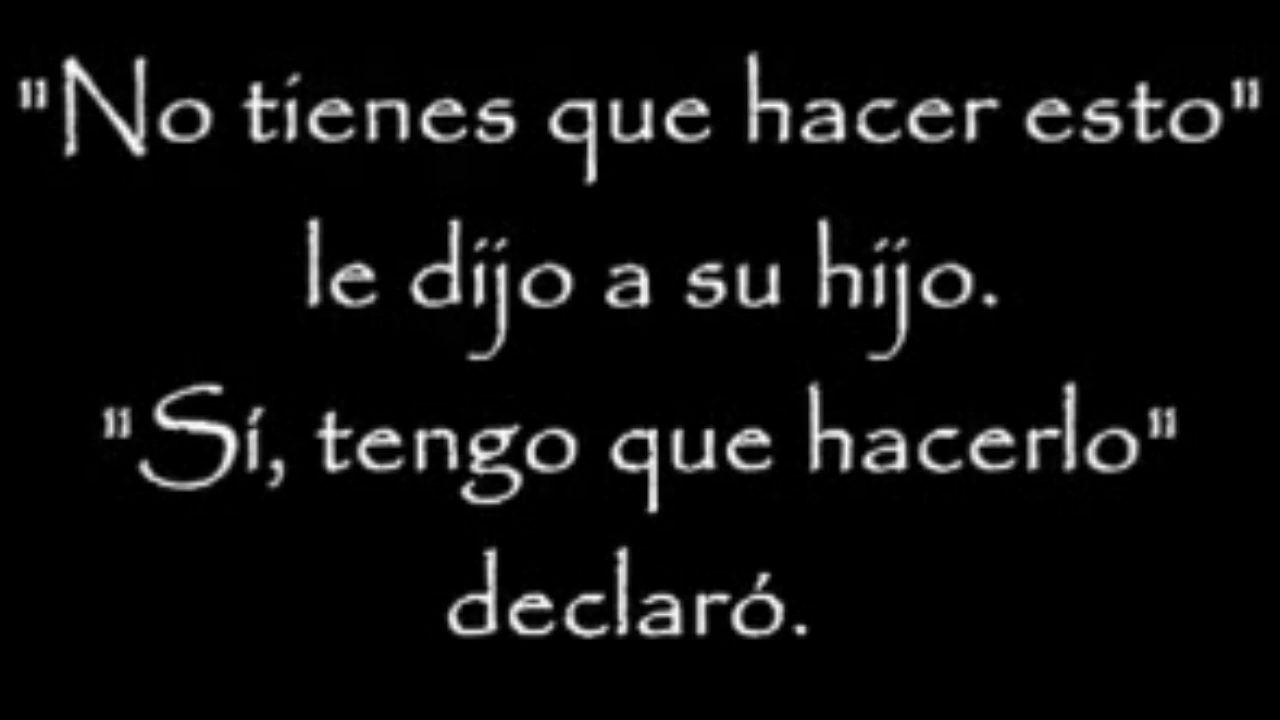 "No tienes que hacer esto"
le dijo a su hijo.
"Sí, tengo que hacerlo"
declaró.